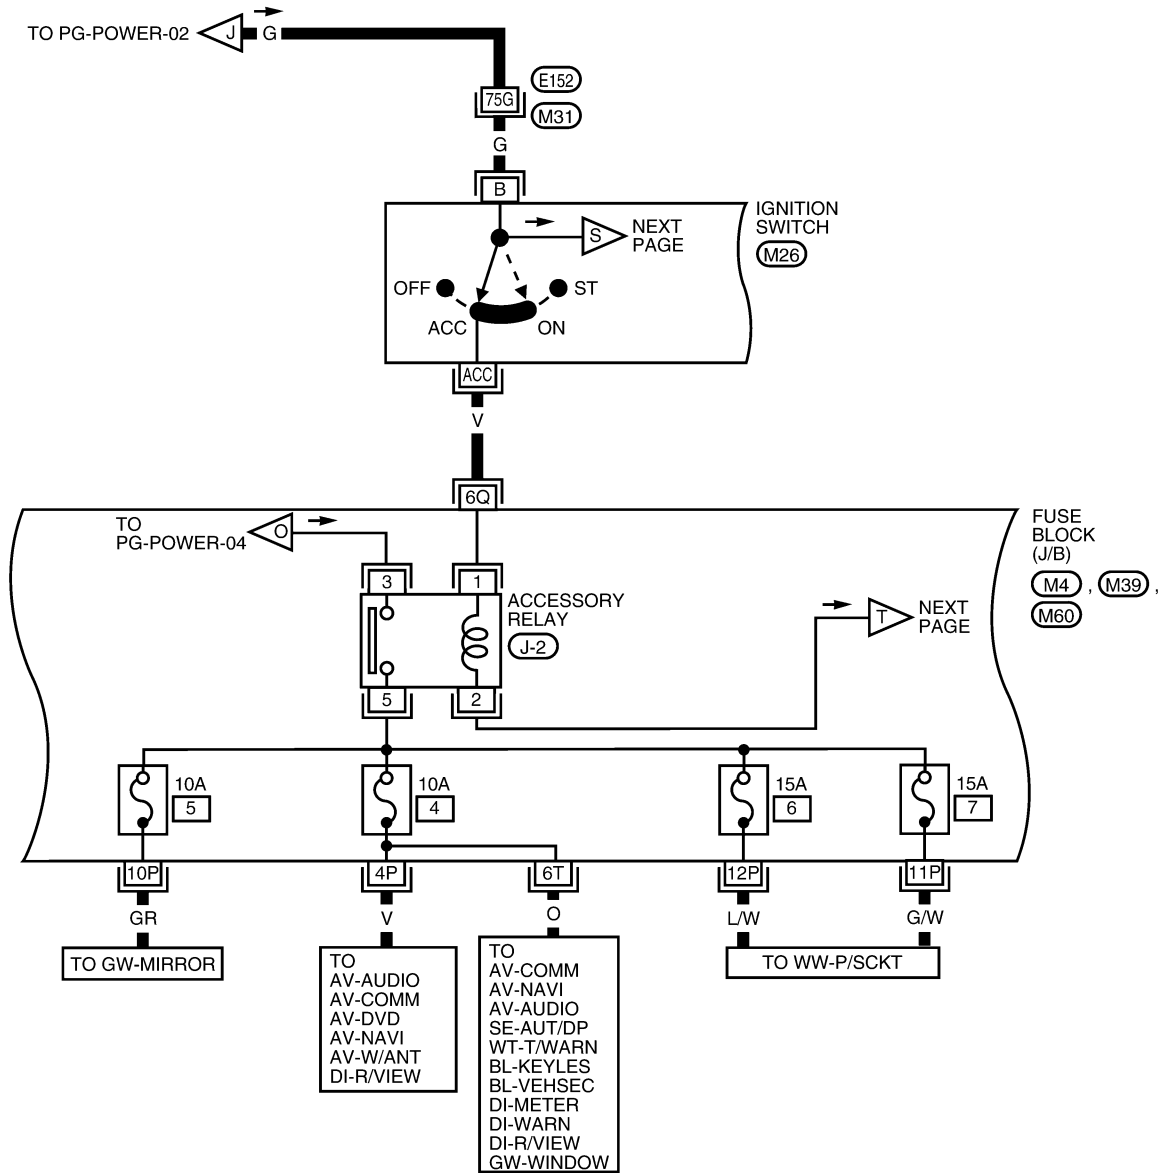 TO PG-POWER-02
J
G
75G
E152
M31
G
B
IGNITION
SWITCH
M26
S
NEXT
PAGE
OFF
ST
ACC
ON
ACC
V
6Q
TO
PG-POWER-04
O
FUSE
BLOCK
(J/B)
M4 , M39 ,
M60
3
1
ACCESSORY
RELAY
J-2
T
NEXT
PAGE
5
2
10A
5
10A
4
15A
6
15A
7
10P
4P
6T
12P
11P
GR
V
O
L/W
G/W
TO GW-MIRROR
TO
AV-AUDIO
AV-COMM
AV-DVD
AV-NAVI
AV-W/ANT
DI-R/VIEW
TO
AV-COMM
AV-NAVI
AV-AUDIO
SE-AUT/DP
WT-T/WARN
BL-KEYLES
BL-VEHSEC
DI-METER
DI-WARN
DI-R/VIEW
GW-WINDOW
TO WW-P/SCKT